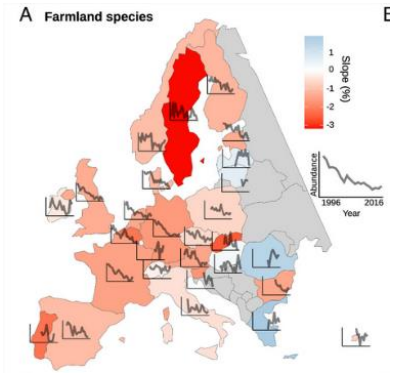 A Farmland species
B
1
0
-1
-2
-3
Slope (%)
Abundance
1996 2016
Year